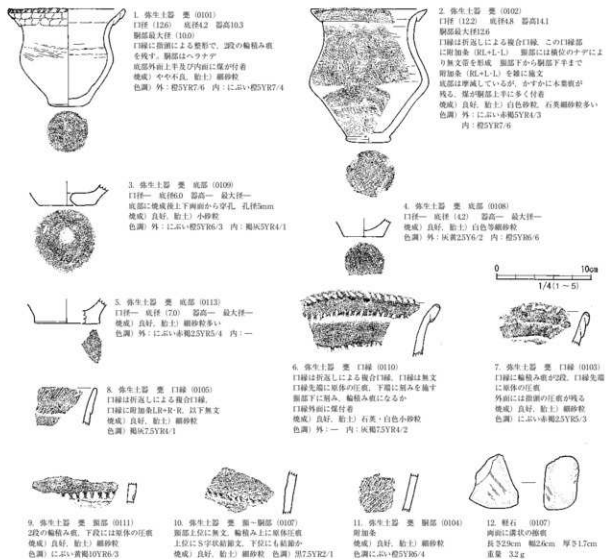 1. 弥生土器 甕 (0101)
口径 (12.6) 底径4.2 器高10.3
胴部最大径 (10.0)
口縁に指頭による整形で、2段の輪積み痕
を残す。胴部はヘラナデ
底部外面上半及び内面に煤が付着
焼成) やや不良、胎土) 細砂粒
色調) 外:橙5YR7/6 内:にぶい橙5YR7/4
2. 弥生土器 甕 (0102)
口径 (12.2) 底径4.8 器高14.1
胴部最大径12.6
口縁は折返しによる複合口縁、この口縁部
に附加条 (RL+L・L) 頸部には横位のナデによ
り無文帯を形成 頸部下から胴部下半まで
附加条 (RL+L・L) を雑に施文
底部は摩滅しているが、かすかに木葉痕が
残る、煤が胴部上半に多く付着
焼成) 良好、胎土) 白色砂粒、石英細砂粒多い
色調) 外:にぶい赤褐5YR4/3
内:橙5YR7/6
3. 弥生土器 甕 底部 (0109)
口径― 底径6.0 器高― 最大径―
底部に焼成後上下両面から穿孔、孔径5mm
焼成) 良好、胎土) 小砂粒
色調) 外:にぶい橙5YR6/3 内:褐灰5YR4/1
4. 弥生土器 甕 底部 (0108)
口径― 底径 (4.2) 器高― 最大径―
焼成) 良好、胎土) 白色等細砂粒
色調) 外:灰黄2.5Y6/2 内:橙5YR6/6
0 10cm
1/4(1~5)
5. 弥生土器 甕 底部 (0113)
口径― 底径 (7.0) 器高― 最大径―
焼成) 良好、胎土) 細砂粒多い
色調) 外:にぶい赤褐2.5YR5/4 内:―
6. 弥生土器 甕 口縁 (0110)
口縁は折返しによる複合口縁、口縁は無文
口縁先端に原体の圧痕、下端に刻みを施す
頸部下に刻み、輪積み痕になるか
口縁外面に煤付着
焼成) 良好、胎土) 石英・白色小砂粒
色調) 外:― 内:灰褐7.5YR4/2
7. 弥生土器 甕 口縁 (0103)
口縁に輪積み痕が2段、口縁先端
に原体の圧痕
外面には指頭の圧痕が残る
焼成) 良好、胎土) 細砂粒
色調) にぶい赤褐2.5YR5/3
8. 弥生土器 甕 口縁 (0105)
口縁は折返しによる複合口縁、
口縁に附加条LR+R・R、以下無文
焼成) 良好、胎土) 細砂粒
色調) 褐灰7.5YR4/1
9. 弥生土器 甕 頸部 (0111)
2段の輪積み痕、下段には原体の圧痕
焼成) 良好、胎土) 細砂粒
色調) にぶい黄橙10YR6/3
10. 弥生土器 甕 頸~胴部 (0107)
頸部上位に無文、輪積み上に原体圧痕
上位にS字状結節文、下位にも結節か
焼成) 良好、胎土) 細砂粒 色調) 黒7.5YR2/1
11. 弥生土器 甕 胴部 (0104)
附加条
焼成) 良好、胎土) 細砂粒
色調) にぶい橙5YR6/4
12. 軽石 (0107)
両面に溝状の擦痕
長さ2.9cm 幅2.6cm 厚さ1.7cm
重量 3.2g